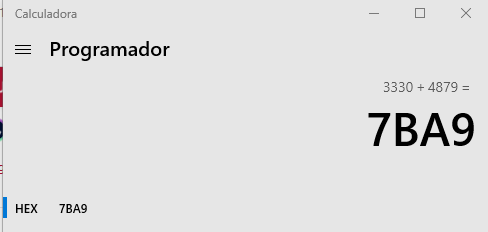 Calculadora
Programador
3330 + 4879 =
7BA9
HEX 7BA9